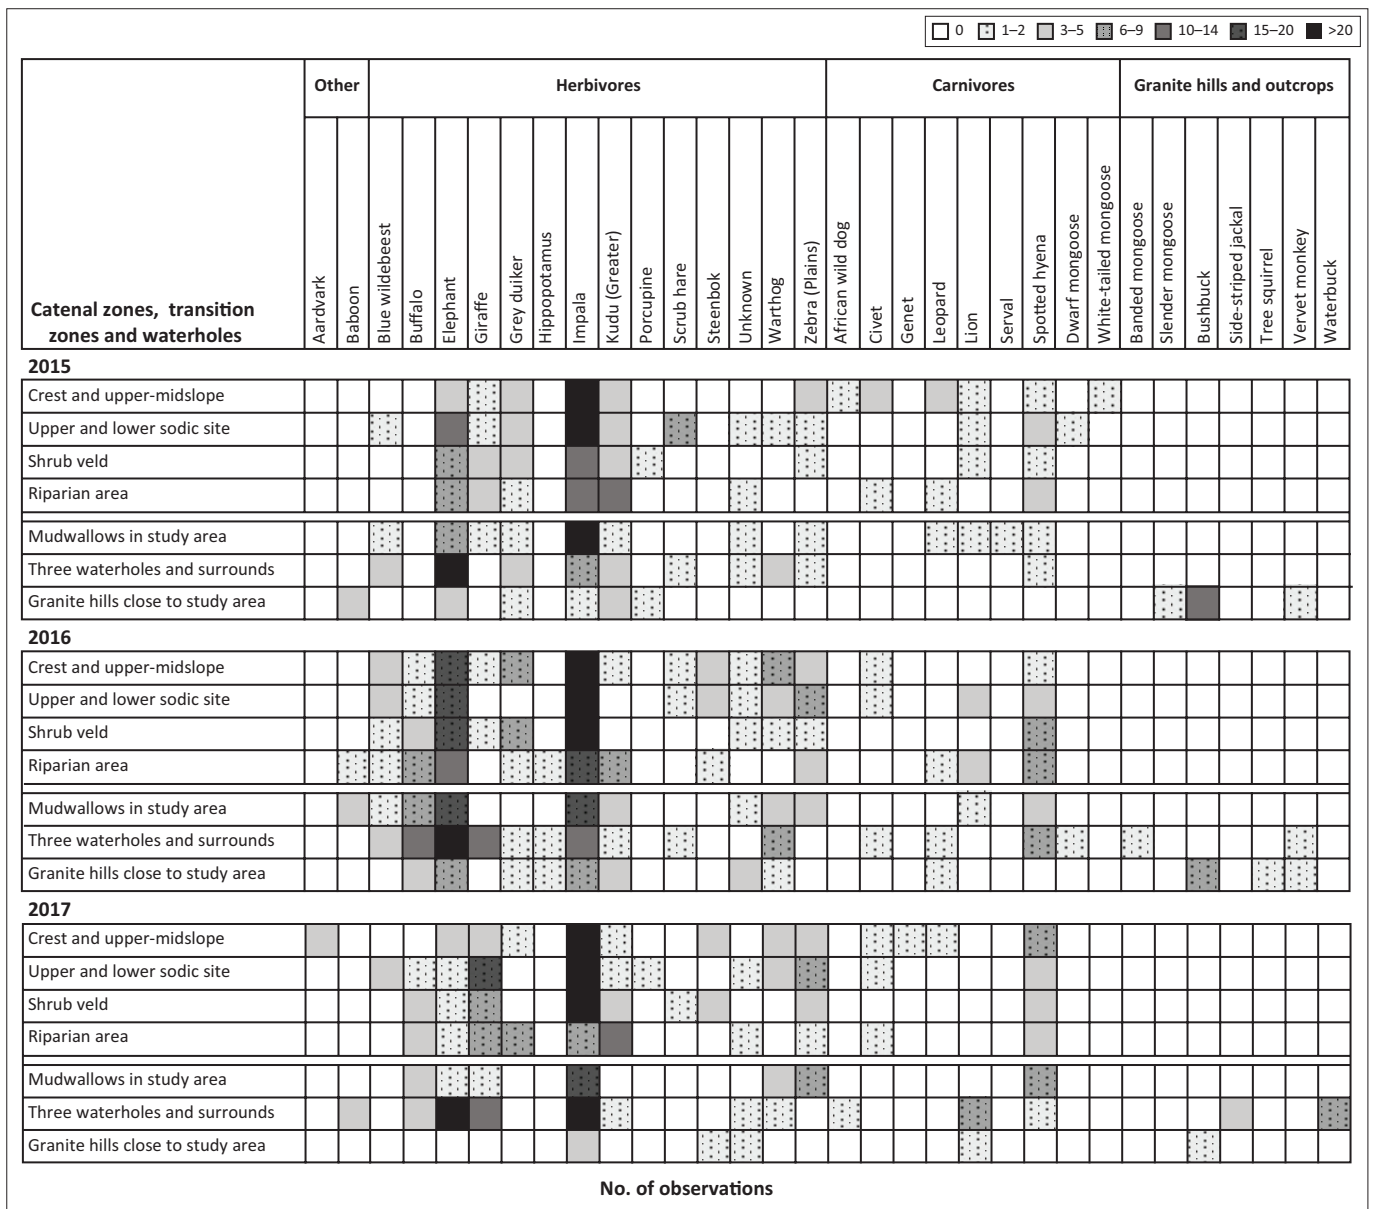 0 1–2 3–5 6–9 10–14 15–20 >20
Other Herbivores Carnivores Granite hills and outcrops
Catenal zones, transition
zones and waterholes
Aardvark
Baboon
Blue wildebeest
Buffalo
Elephant
Giraffe
Grey duiker
Hippopotamus
Impala
Kudu (Greater)
Porcupine
Scrub hare
Steenbok
Unknown
Warthog
Zebra (Plains)
African wild dog
Civet
Genet
Leopard
Lion
Serval
Spotted hyena
Dwarf mongoose
White-tailed mongoose
Banded mongoose
Slender mongoose
Bushbuck
Side-striped jackal
Tree squirrel
Vervet monkey
Waterbuck
2015
Crest and upper-midslope
Upper and lower sodic site
Shrub veld
Riparian area
Mudwallows in study area
Three waterholes and surrounds
Granite hills close to study area
2016
Crest and upper-midslope
Upper and lower sodic site
Shrub veld
Riparian area
Mudwallows in study area
Three waterholes and surrounds
Granite hills close to study area
2017
Crest and upper-midslope
Upper and lower sodic site
Shrub veld
Riparian area
Mudwallows in study area
Three waterholes and surrounds
Granite hills close to study area
No. of observations